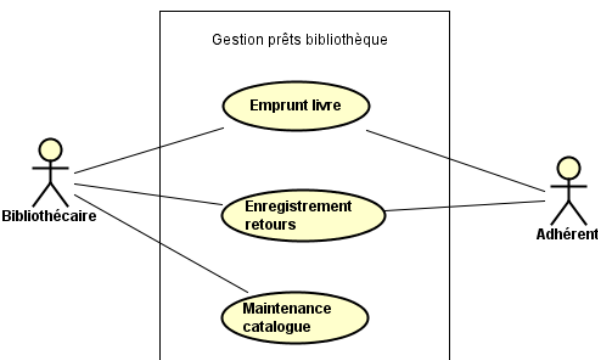 Gestion prêts bibliothèque
Emprunt livre
Bibliothécaire
Enregistrement
retours
Adhérent
Maintenance
catalogue